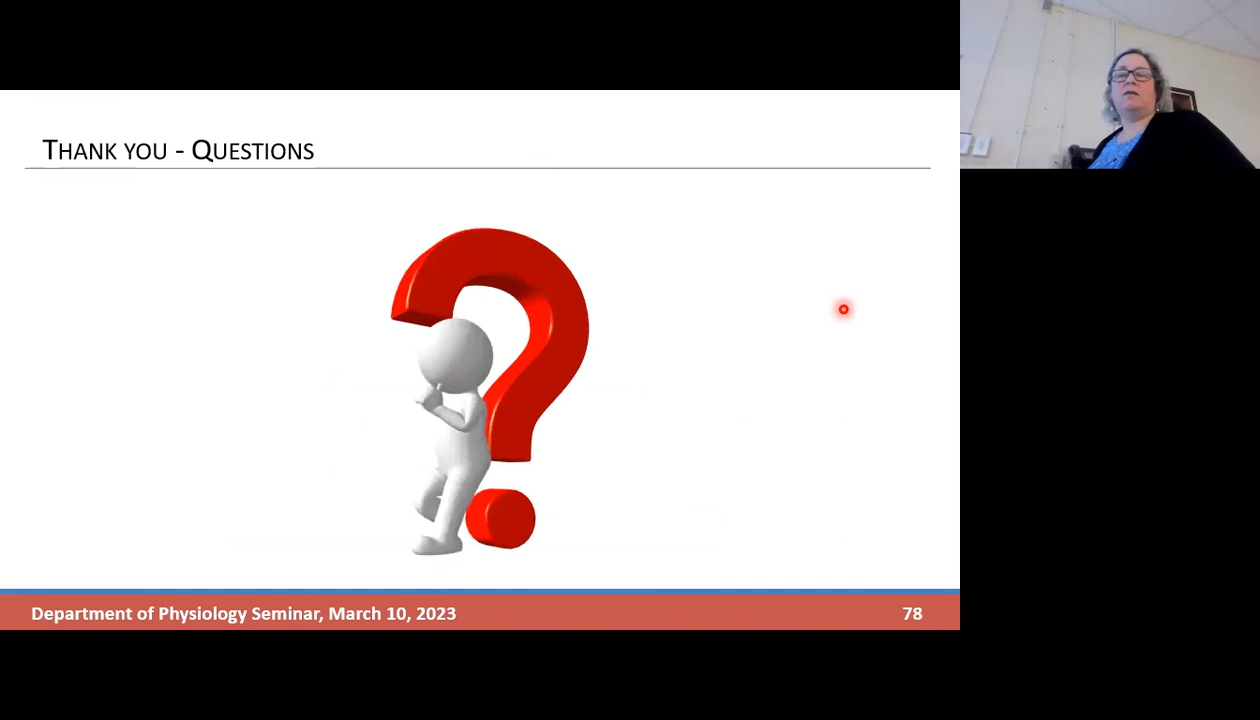 Thank you - Questions
Department of Physiology Seminar, March 10, 2023
78